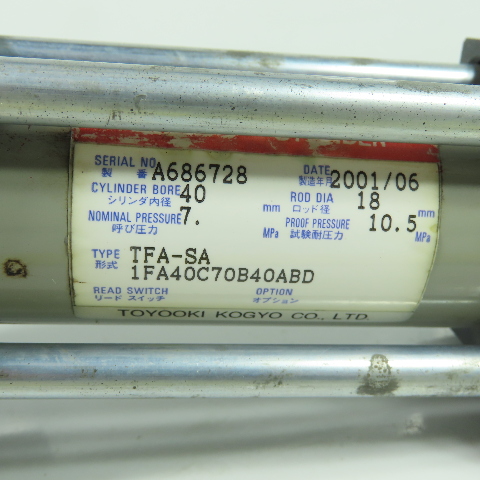 SERIAL NO. A686728 DATE 2001/06
製番 製造年月
CYLINDER BORE 40 mm ROD DIA 18 mm
シリンダ内径 ロッド径
NOMINAL PRESSURE 7. MPa PROOF PRESSURE 10.5 MPa
呼び圧力 試験耐圧力
TYPE TFA-SA
形式 1FA40C70B40ABD
READ SWITCH OPTION
リード スイッチ オプション
TOYOOKI KOGYO CO., LTD.